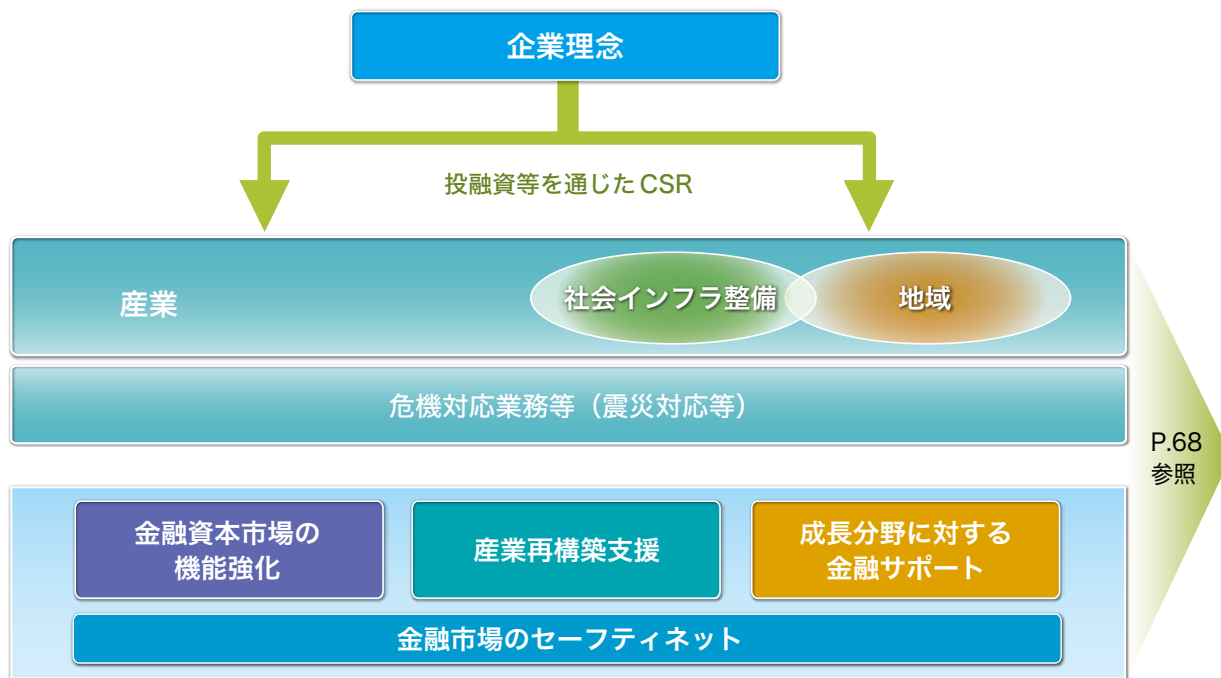 企業理念
投融資等を通じたCSR
産業
社会インフラ整備
地域
危機対応業務等（震災対応等）
P.68
参照
金融資本市場の
機能強化
産業再構築支援
成長分野に対する
金融サポート
金融市場のセーフティネット